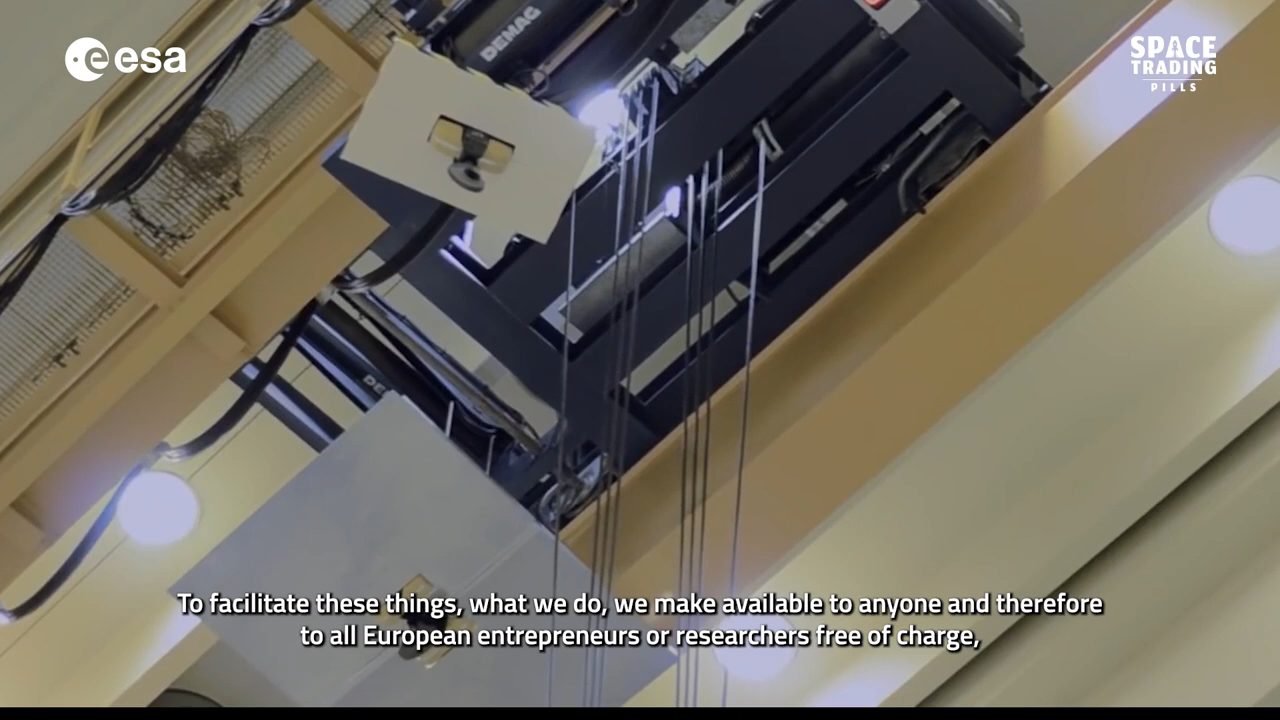 esa
SPACE
TRADING
PILLS
DEMAG
DE
To facilitate these things, what we do, we make available to anyone and therefore
to all European entrepreneurs or researchers free of charge,